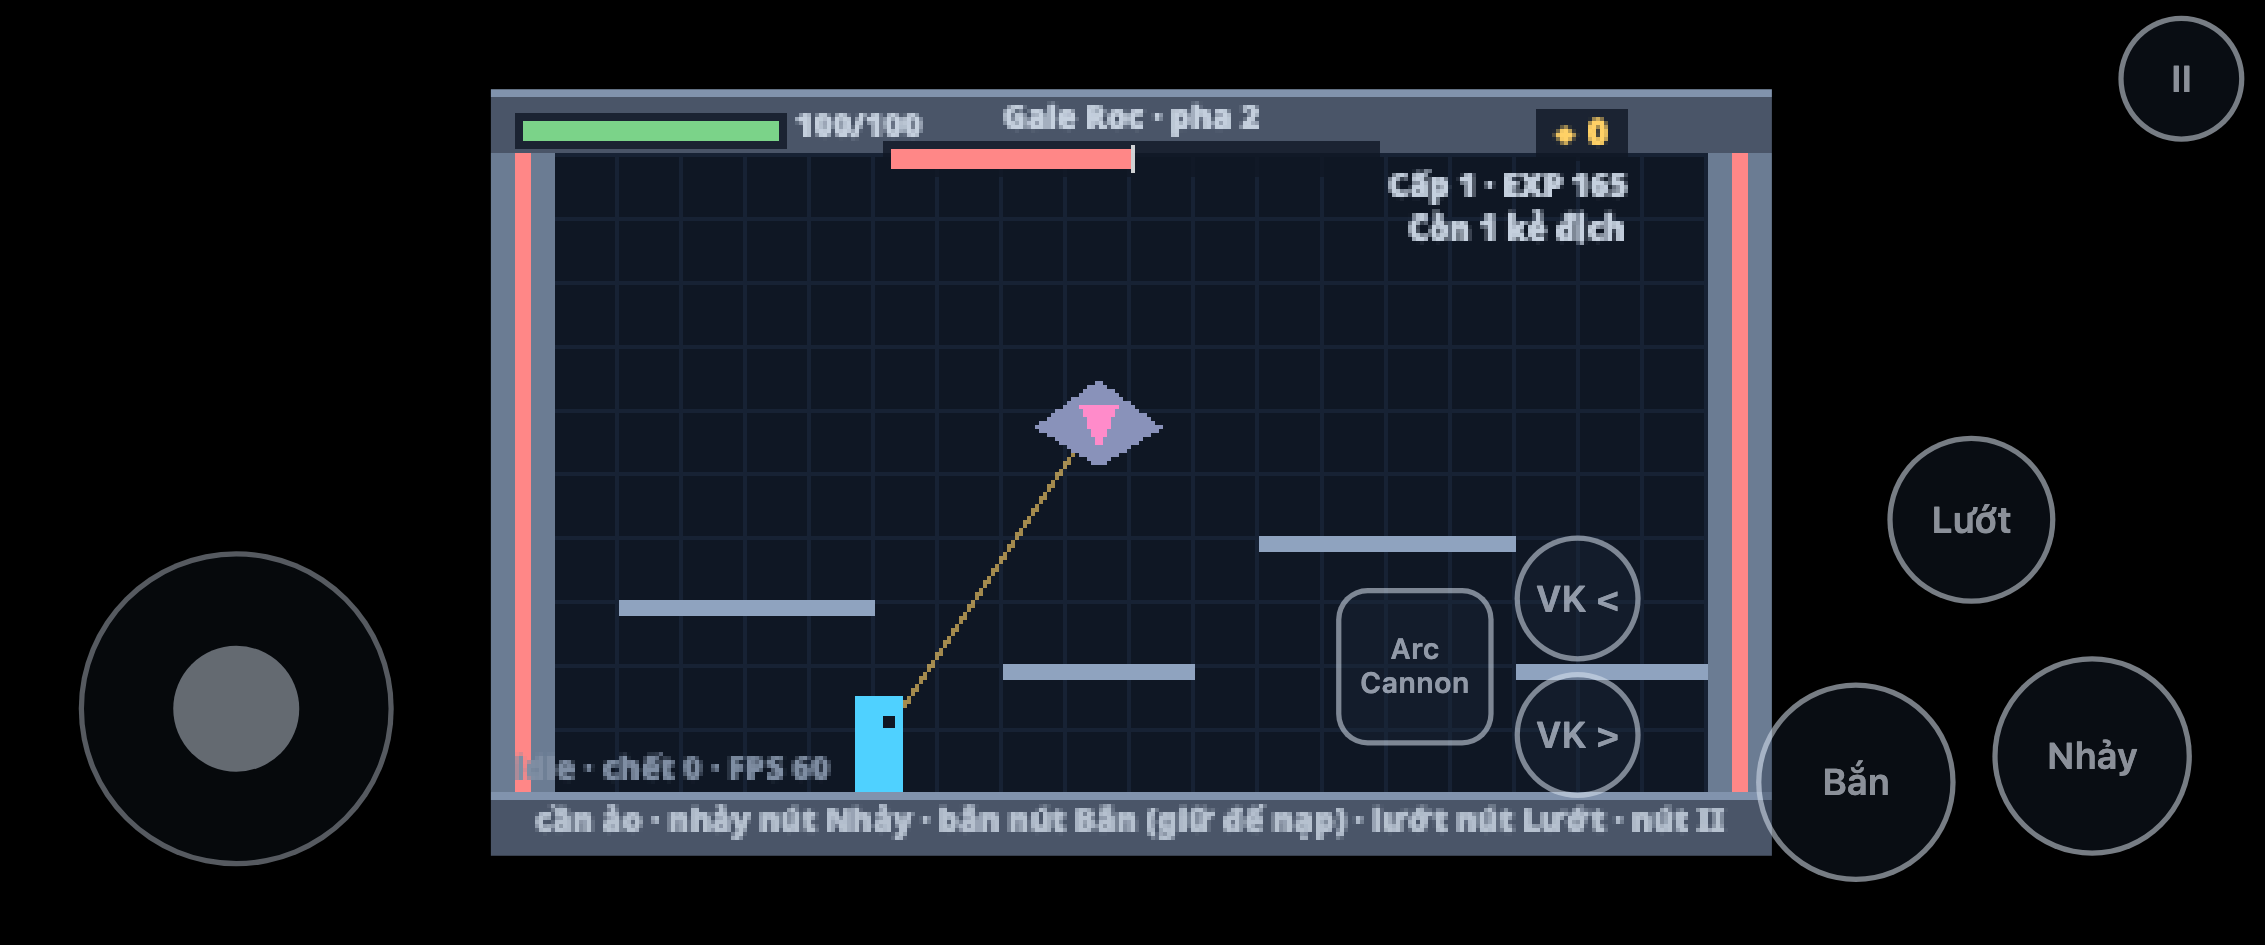 100/100
Gale Roc · pha 2
0
Cấp 1 · EXP 165
Còn 1 kẻ địch
II
Lướt
VK <
Arc
Cannon
VK >
Bắn
Nhảy
Idle · chết 0 · FPS 60
cần ảo · nhảy nút Nhảy · bắn nút Bắn (giữ để nạp) · lướt nút Lướt · nút II